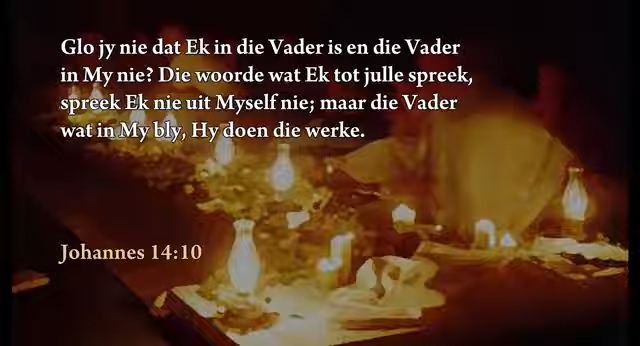 Glo jy nie dat Ek in die Vader is en die Vader
in My nie? Die woorde wat Ek tot julle spreek,
spreek Ek nie uit Myself nie; maar die Vader
wat in My bly, Hy doen die werke.
Johannes 14:10